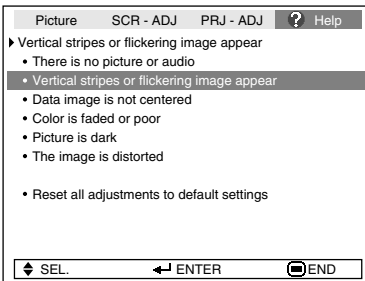 Picture SCR - ADJ PRJ - ADJ ? Help
Vertical stripes or flickering image appear
• There is no picture or audio
• Vertical stripes or flickering image appear
• Data image is not centered
• Color is faded or poor
• Picture is dark
• The image is distorted
• Reset all adjustments to default settings
SEL. ENTER END